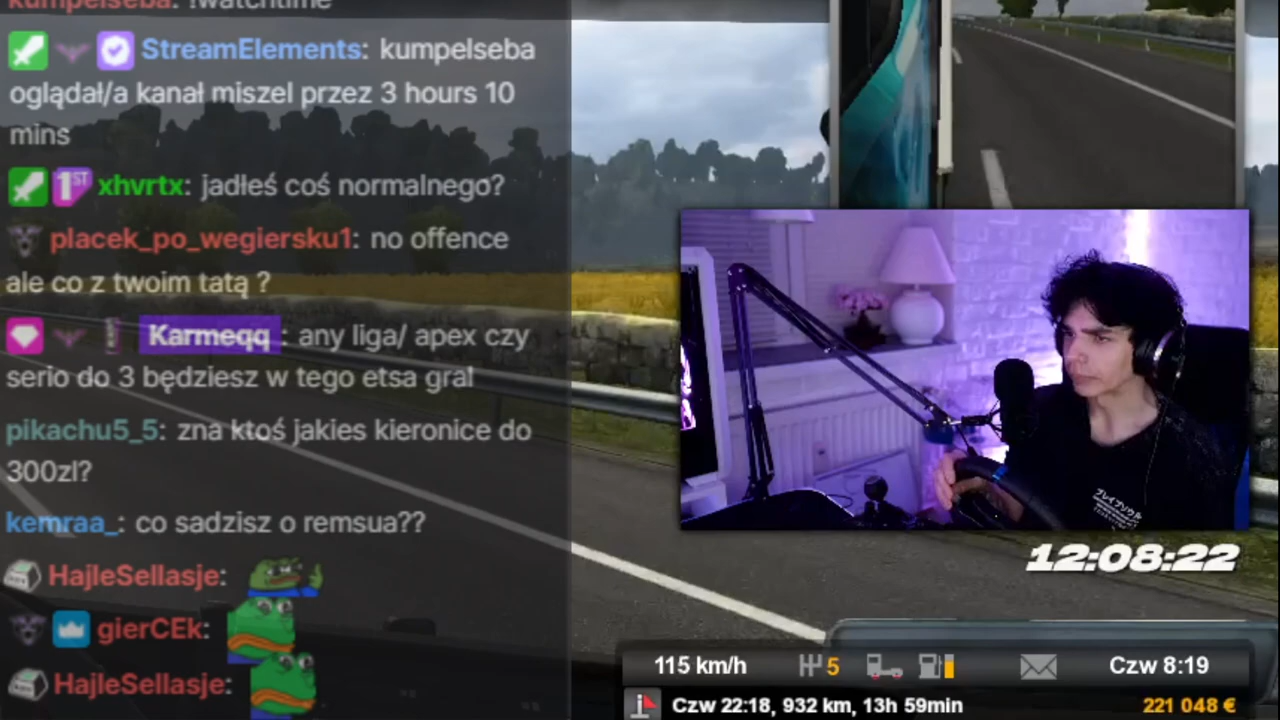 kumpelseba: !watchtime
StreamElements: kumpelseba
oglądał/a kanał miszel przez 3 hours 10
mins
1ST xhvrtx: jadłeś coś normalnego?
placek_po_wegiersku1: no offence
ale co z twoim tatą ?
Karmeqq : any liga/ apex czy
serio do 3 będziesz w tego etsa grał
pikachu5_5: zna ktoś jakies kieronice do
300zl?
kemraa_: co sadzisz o remsua??
HajleSellasje:
gierCEk:
HajleSellasje:
12:08:22
115 km/h 5 Czw 8:19
Czw 22:18, 932 km, 13h 59min 221 048 €